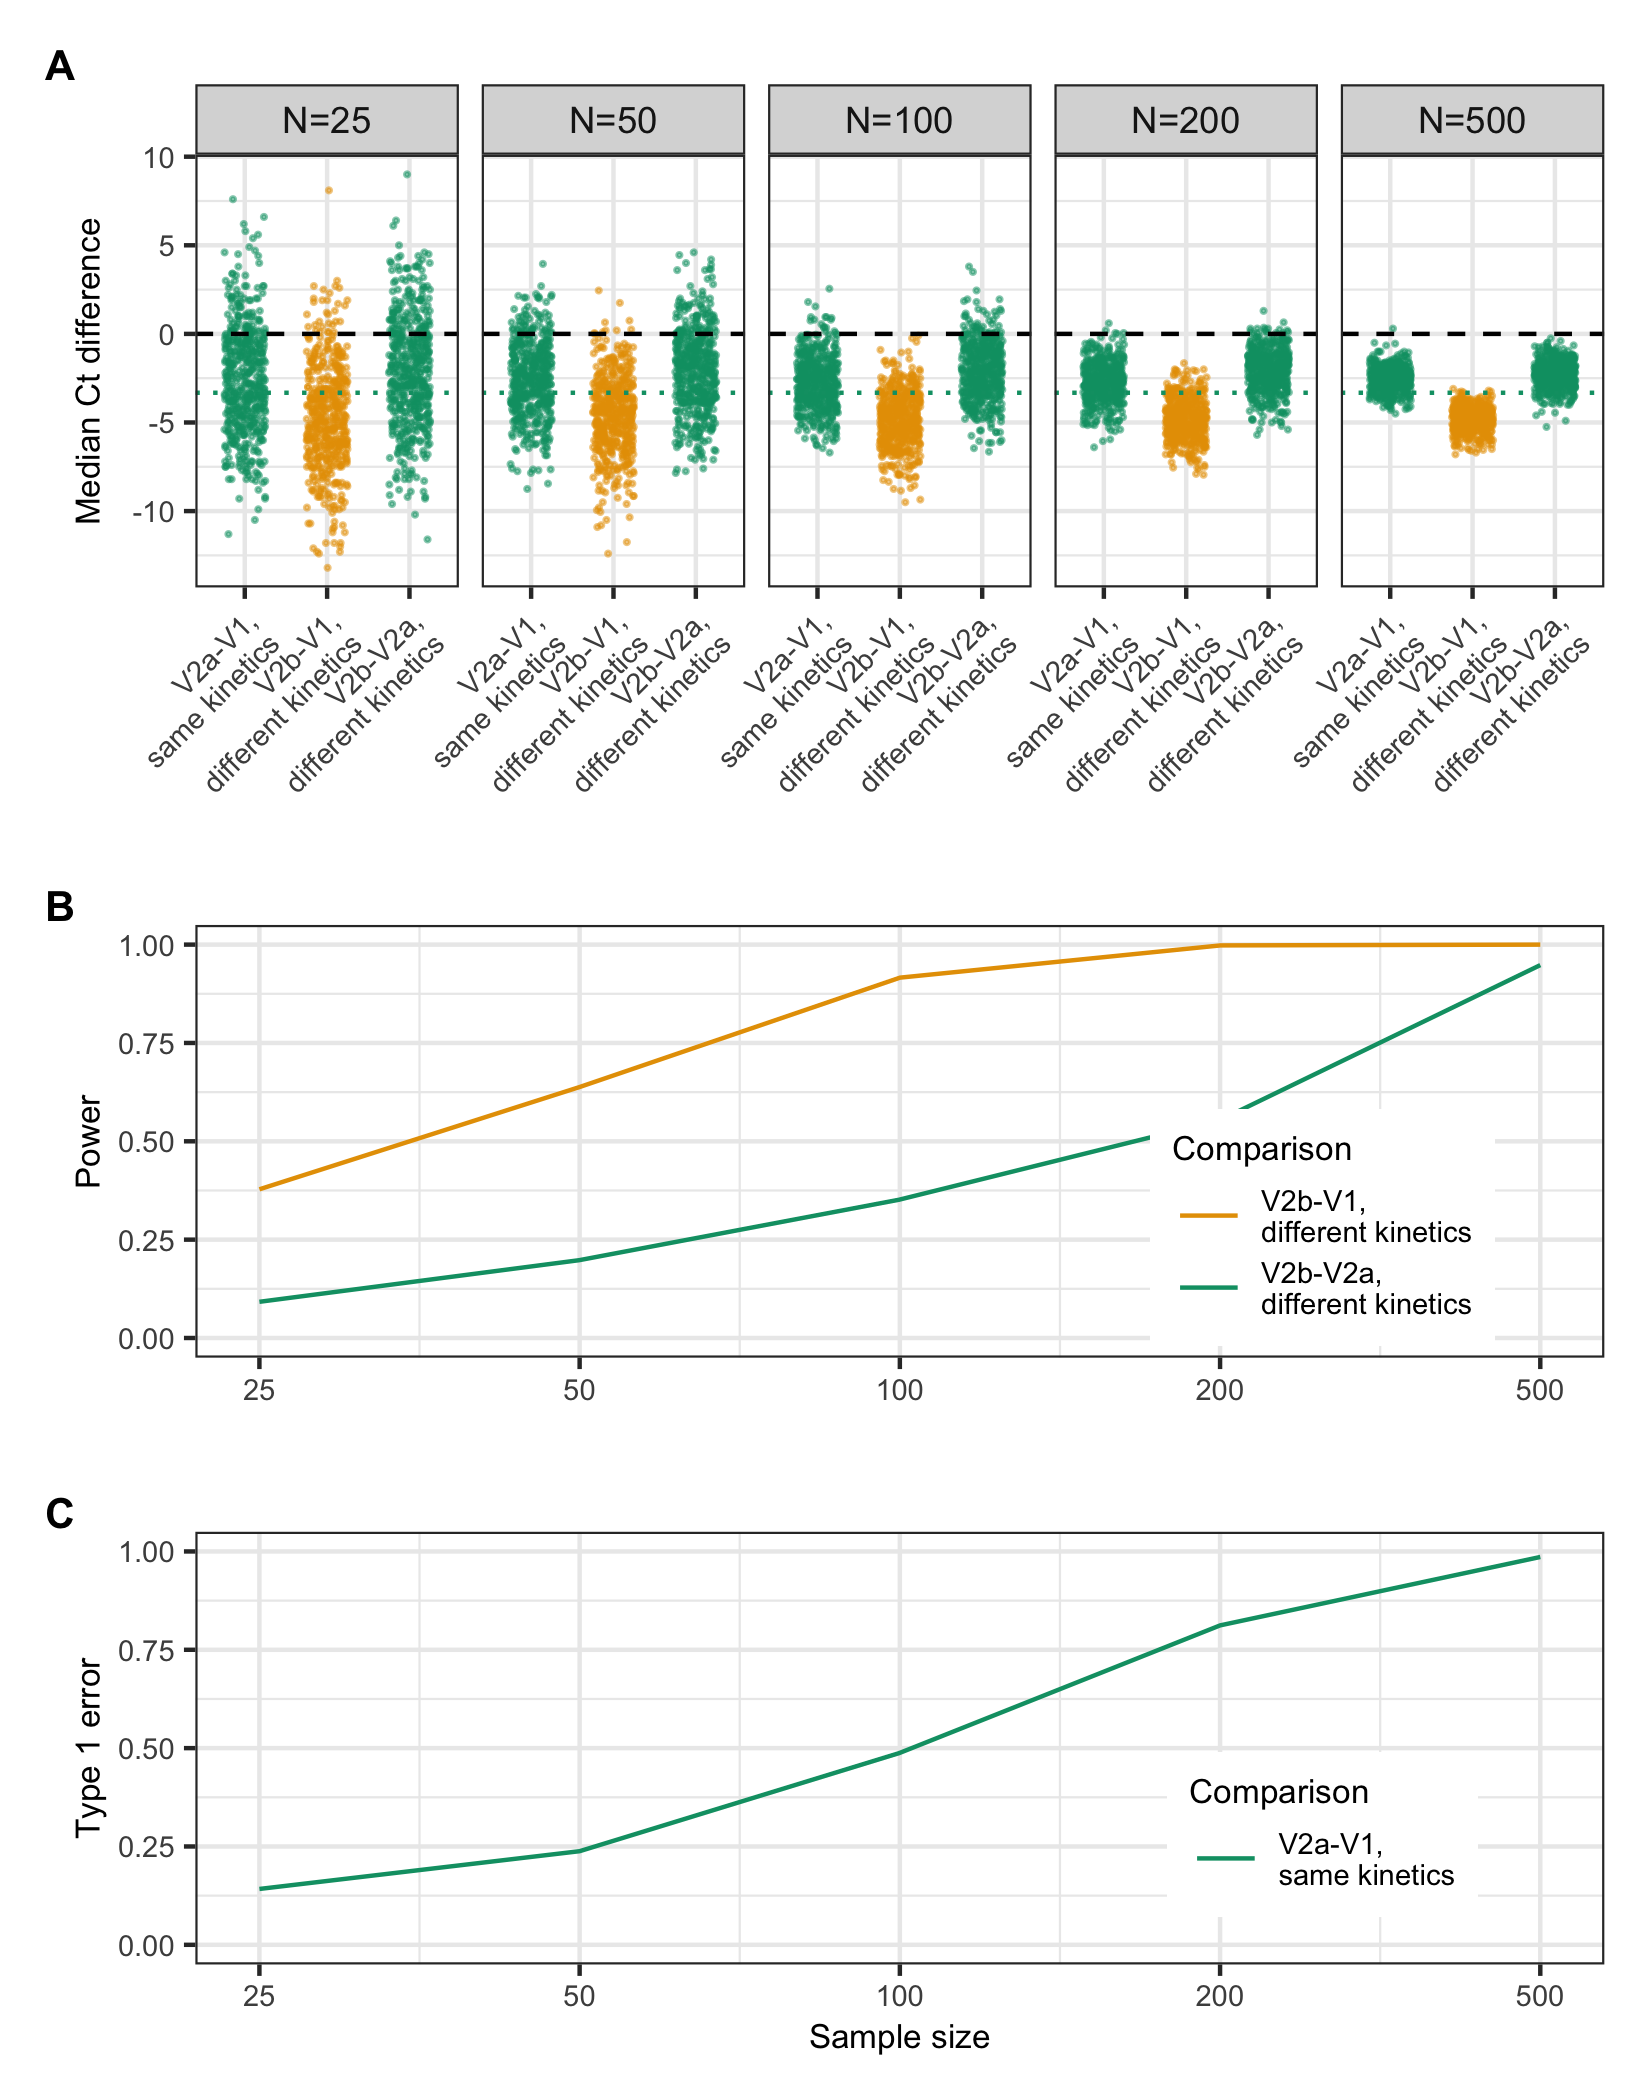 A
N=25
N=50
N=100
N=200
N=500
Median Ct difference
10
5
0
-5
-10
V2a-V1,
same kinetics
V2b-V1,
different kinetics
V2b-V2a,
different kinetics
V2a-V1,
same kinetics
V2b-V1,
different kinetics
V2b-V2a,
different kinetics
V2a-V1,
same kinetics
V2b-V1,
different kinetics
V2b-V2a,
different kinetics
V2a-V1,
same kinetics
V2b-V1,
different kinetics
V2b-V2a,
different kinetics
V2a-V1,
same kinetics
V2b-V1,
different kinetics
V2b-V2a,
different kinetics
B
Power
1.00
0.75
0.50
0.25
0.00
Comparison
V2b-V1,
different kinetics
V2b-V2a,
different kinetics
25
50
100
200
500
C
Type 1 error
1.00
0.75
0.50
0.25
0.00
Comparison
V2a-V1,
same kinetics
25
50
100
200
500
Sample size